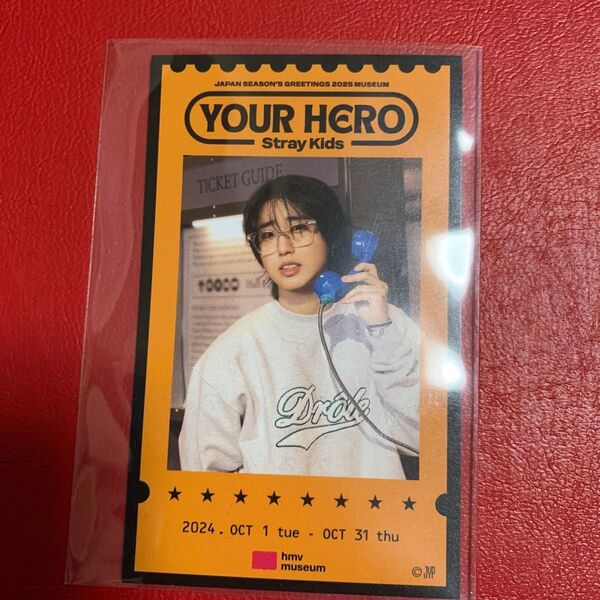 JAPAN SEASON'S GREETINGS 2025 MUSEUM
YOUR HERO
Stray Kids
TICKET GUIDE
Drôle
2024. OCT 1 tue - OCT 31 thu
hmv
museum
© JYP